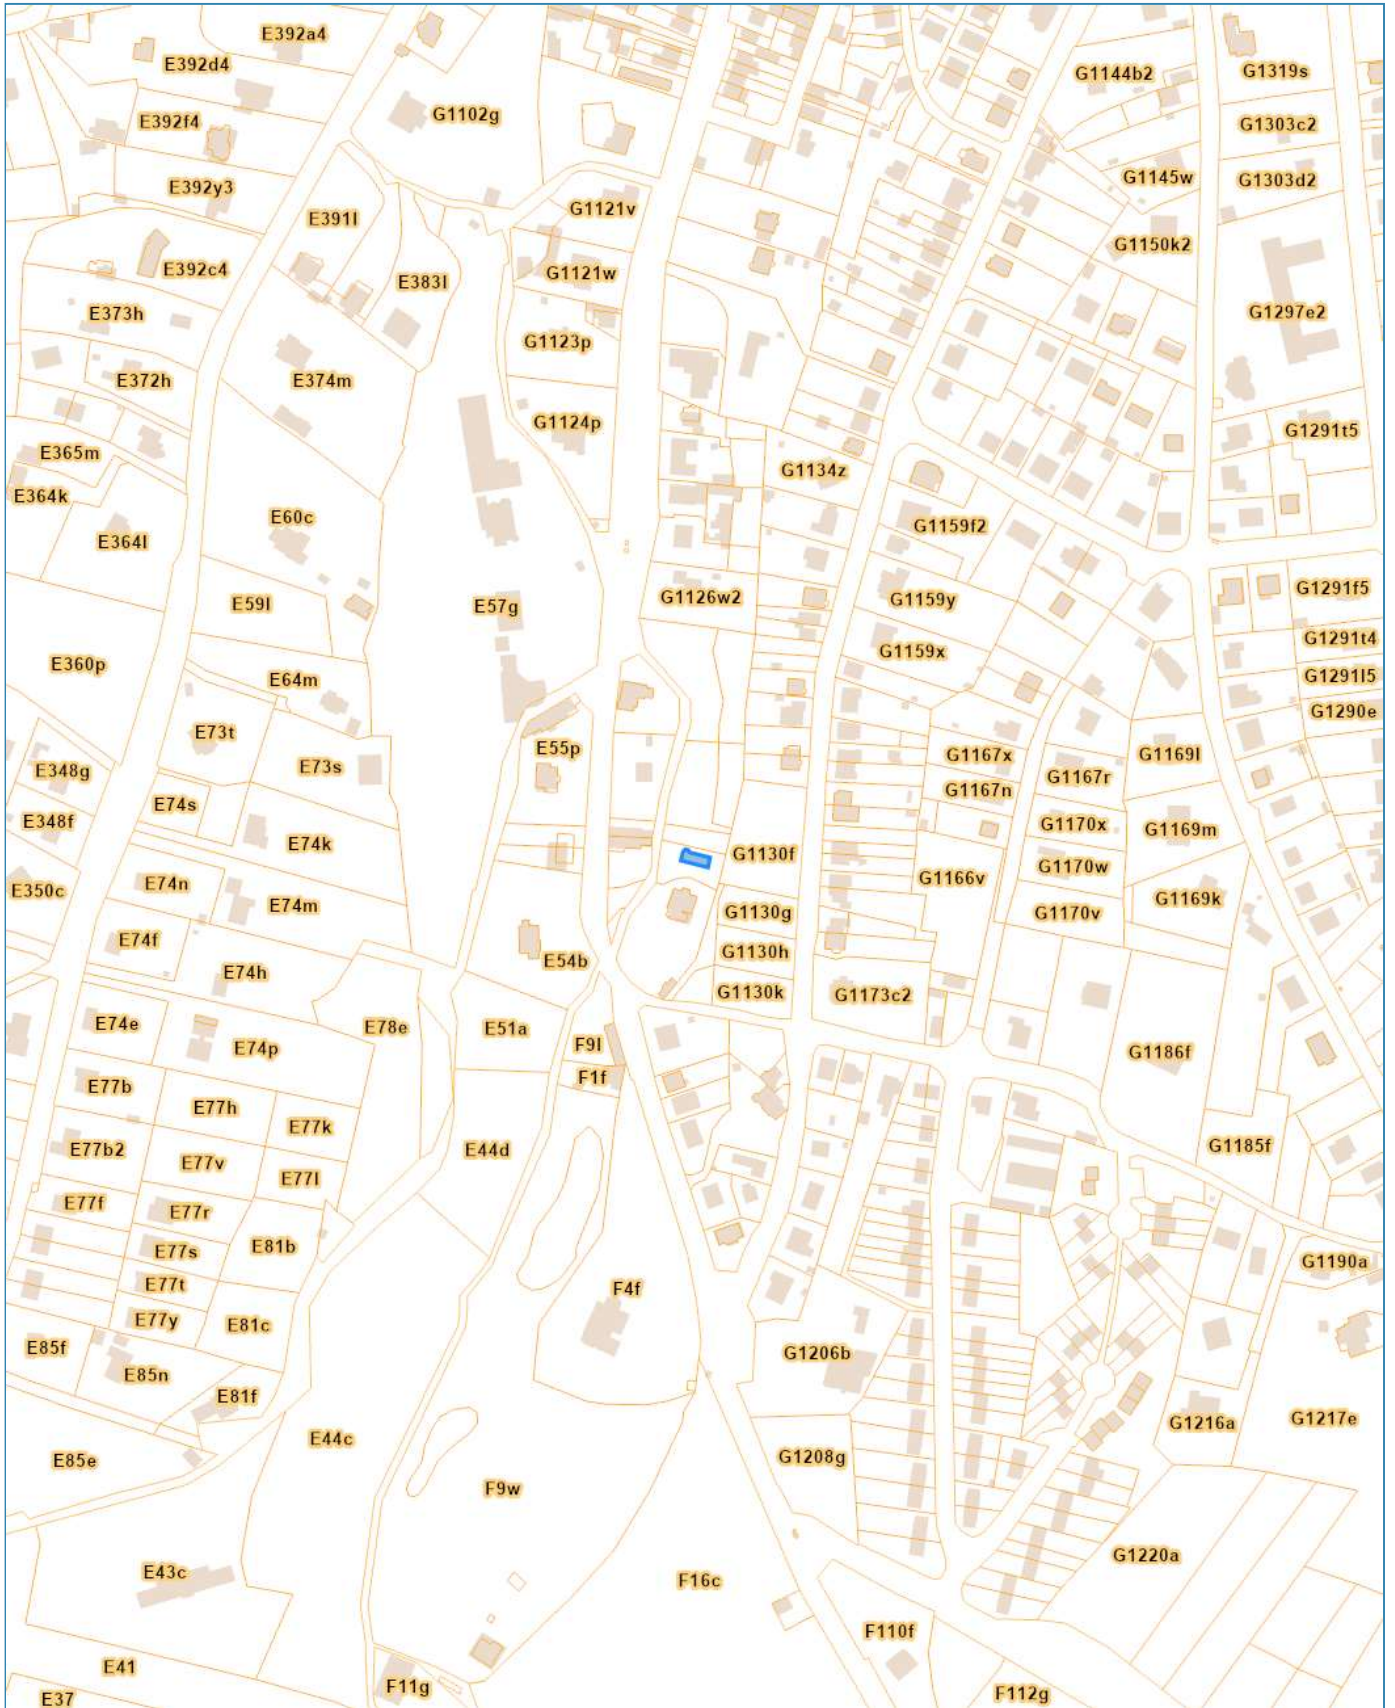 E392a4
E392d4
G1144b2
G1319s
G1102g
E392f4
G1303c2
G1145w
G1303d2
E392y3
G1121v
E391l
G1150k2
E392c4
G1121w
E383l
E373h
G1297e2
G1123p
E372h
E374m
G1124p
G1291t5
E365m
G1134z
E364k
E60c
G1159f2
E364l
G1291f5
E59l
E57g
G1126w2
G1159y
G1291t4
G1159x
E360p
G1291l5
E64m
G1290e
E73t
E55p
G1167x
G1169l
E73s
E348g
G1167r
G1167n
E74s
E348f
G1170x
G1169m
E74k
G1130f
G1170w
E74n
G1166v
E350c
E74m
G1169k
G1130g
G1170v
E74f
G1130h
E54b
E74h
G1130k
G1173c2
E74e
E78e
E51a
F9l
E74p
G1186f
F1f
E77b
E77h
E77k
G1185f
E77b2
E44d
E77v
E77l
E77f
E77r
E81b
E77s
G1190a
E77t
F4f
E77y
E81c
E85f
G1206b
E85n
E81f
G1216a
G1217e
E44c
G1208g
E85e
F9w
G1220a
E43c
F16c
F110f
E41
F11g
F112g
E37